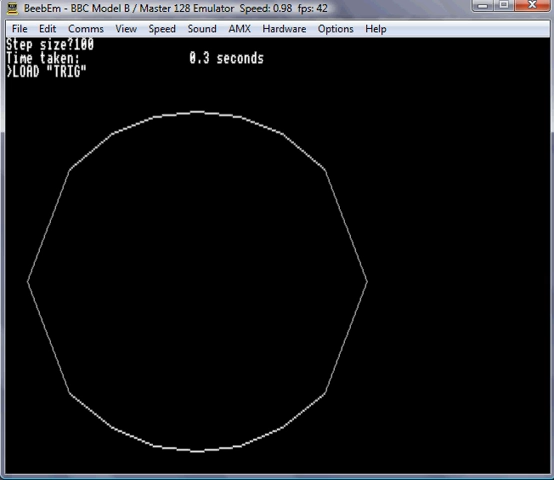 BeebEm - BBC Model B / Master 128 Emulator Speed: 0.98 fps: 42
File Edit Comms View Speed Sound AMX Hardware Options Help
Step size?100
Time taken: 0.3 seconds
>LOAD "TRIG"